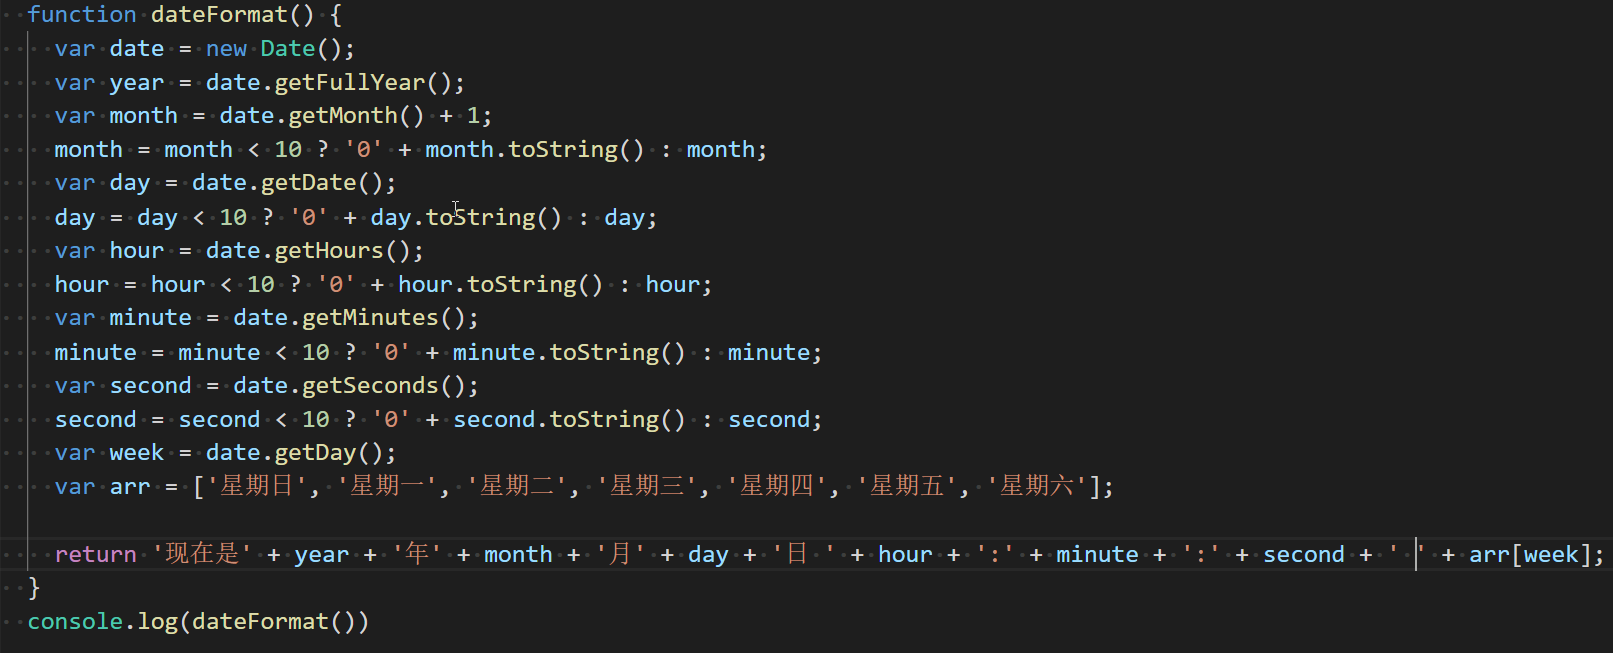 function dateFormat() {
var date = new Date();
var year = date.getFullYear();
var month = date.getMonth() + 1;
month = month < 10 ? '0' + month.toString() : month;
var day = date.getDate();
day = day < 10 ? '0' + day.toString() : day;
var hour = date.getHours();
hour = hour < 10 ? '0' + hour.toString() : hour;
var minute = date.getMinutes();
minute = minute < 10 ? '0' + minute.toString() : minute;
var second = date.getSeconds();
second = second < 10 ? '0' + second.toString() : second;
var week = date.getDay();
var arr = ['星期日', '星期一', '星期二', '星期三', '星期四', '星期五', '星期六'];
return '现在是' + year + '年' + month + '月' + day + '日 ' + hour + ':' + minute + ':' + second + ' ' + arr[week];
}
console.log(dateFormat())